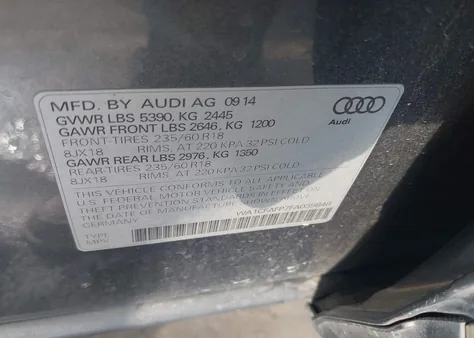 MFD. BY AUDI AG 09 14
GVWR LBS 5390, KG 2445
GAWR FRONT LBS 2646, KG 1200
FRONT-TIRES 235/60 R18
8JX18 RIMS, AT 220 KPA 32 PSI COLD
GAWR REAR LBS 2976, KG 1350
REAR-TIRES 235/60 R18
8JX18 RIMS, AT 220 KPA 32 PSI COLD
THIS VEHICLE CONFORMS TO ALL APPLICABLE
U.S. FEDERAL MOTOR VEHICLE SAFETY AND
THEFT PREVENTION STANDARDS IN EFFECT ON
THE DATE OF MANUFACTURE SHOWN ABOVE
GERMANY
TYPE
MPV
Audi